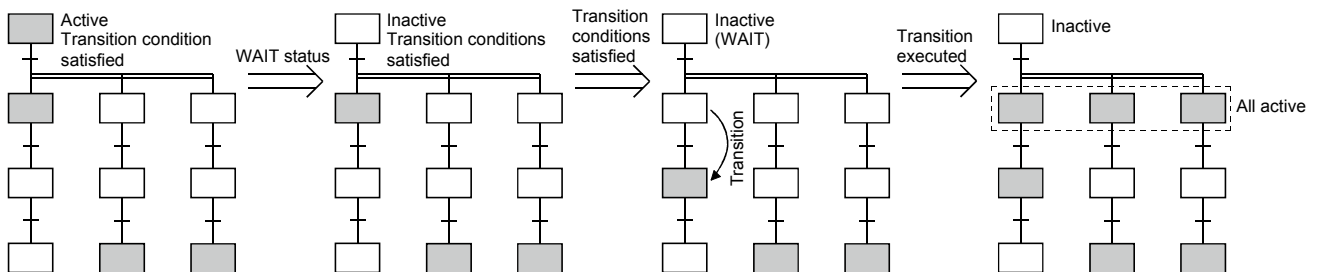 Active
Transition condition
satisfied
WAIT status
Inactive
Transition conditions
satisfied
Transition
conditions
satisfied
Inactive
(WAIT)
Transition
Transition
executed
Inactive
All active